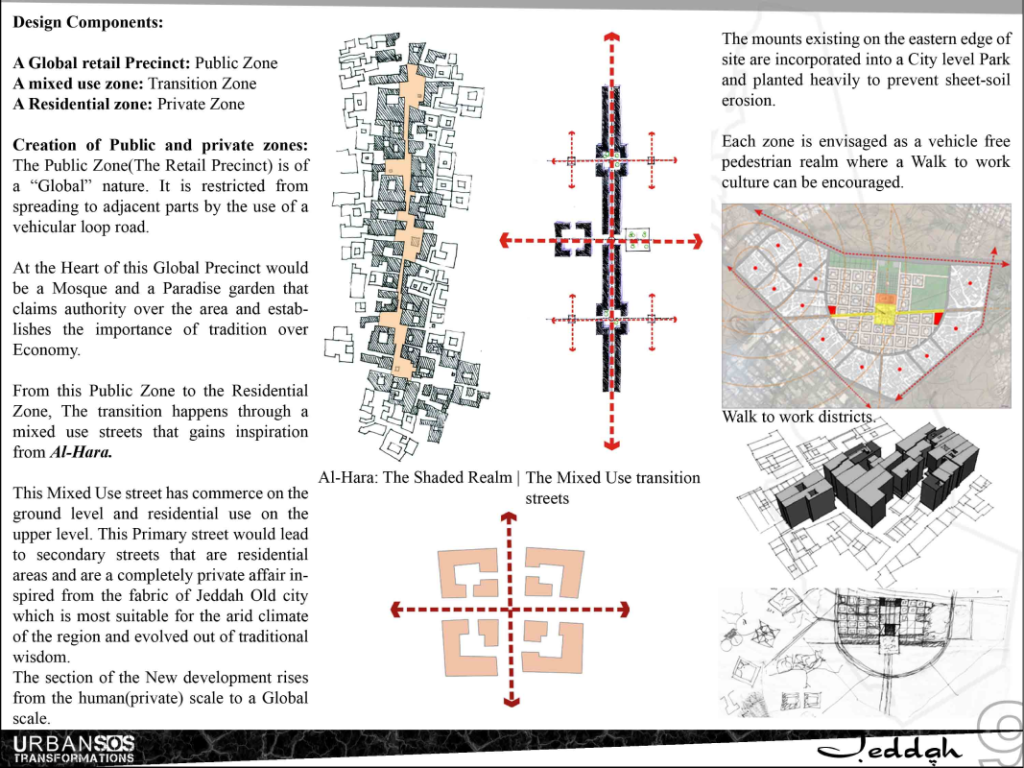 Design Components:
A Global retail Precinct: Public Zone
A mixed use zone: Transition Zone
A Residential zone: Private Zone
Creation of Public and private zones:
The Public Zone(The Retail Precinct) is of
a “Global” nature. It is restricted from
spreading to adjacent parts by the use of a
vehicular loop road.
At the Heart of this Global Precinct would
be a Mosque and a Paradise garden that
claims authority over the area and estab-
lishes the importance of tradition over
Economy.
From this Public Zone to the Residential
Zone, The transition happens through a
mixed use streets that gains inspiration
from Al-Hara.
This Mixed Use street has commerce on the
ground level and residential use on the
upper level. This Primary street would lead
to secondary streets that are residential
areas and are a completely private affair in-
spired from the fabric of Jeddah Old city
which is most suitable for the arid climate
of the region and evolved out of traditional
wisdom.
The section of the New development rises
from the human(private) scale to a Global
scale.
Al-Hara: The Shaded Realm | The Mixed Use transition
streets
The mounts existing on the eastern edge of
site are incorporated into a City level Park
and planted heavily to prevent sheet-soil
erosion.
Each zone is envisaged as a vehicle free
pedestrian realm where a Walk to work
culture can be encouraged.
Walk to work districts.
URBANSOS
TRANSFORMATIONS
Jeddah
9